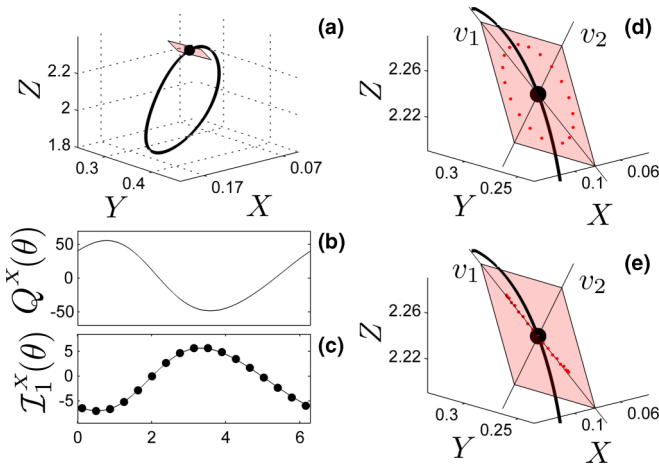 (a)
Z
2.2
2
1.8
0.3
0.4
Y
0.17
0.07
X
(b)
Q^X(θ)
50
0
-50
(c)
𝓘_1^X(θ)
5
0
-5
0
2
4
6
(d)
v_1
v_2
Z
2.26
2.22
0.3
0.25
Y
0.1
0.06
X
(e)
v_1
v_2
Z
2.26
2.22
0.3
0.25
Y
0.1
0.06
X